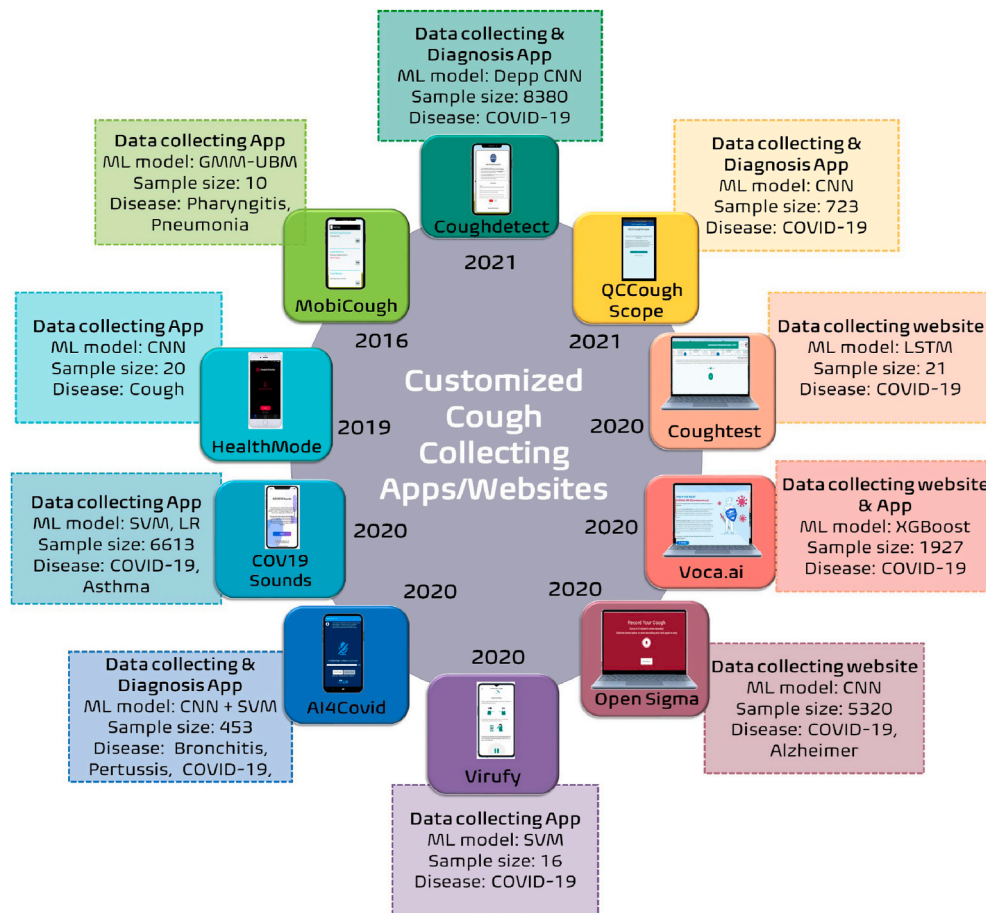 Data collecting &
Diagnosis App
ML model: Depp CNN
Sample size: 8380
Disease: COVID-19
Coughdetect
2021
Data collecting &
Diagnosis App
ML model: CNN
Sample size: 723
Disease: COVID-19
QCCough
Scope
2021
Data collecting website
ML model: LSTM
Sample size: 21
Disease: COVID-19
Coughtest
2020
Data collecting website
& App
ML model: XGBoost
Sample size: 1927
Disease: COVID-19
Voca.ai
2020
Data collecting website
ML model: CNN
Sample size: 5320
Disease: COVID-19,
Alzheimer
Record Your Cough
Open Sigma
2020
Data collecting App
ML model: SVM
Sample size: 16
Disease: COVID-19
Virufy
2020
Data collecting &
Diagnosis App
ML model: CNN + SVM
Sample size: 453
Disease: Bronchitis,
Pertussis, COVID-19,
AI4Covid
2020
Data collecting App
ML model: SVM, LR
Sample size: 6613
Disease: COVID-19,
Asthma
COV19
Sounds
2020
Data collecting App
ML model: CNN
Sample size: 20
Disease: Cough
HealthMode
2019
Data collecting App
ML model: GMM-UBM
Sample size: 10
Disease: Pharyngitis,
Pneumonia
MobiCough
2016
Customized
Cough
Collecting
Apps/Websites